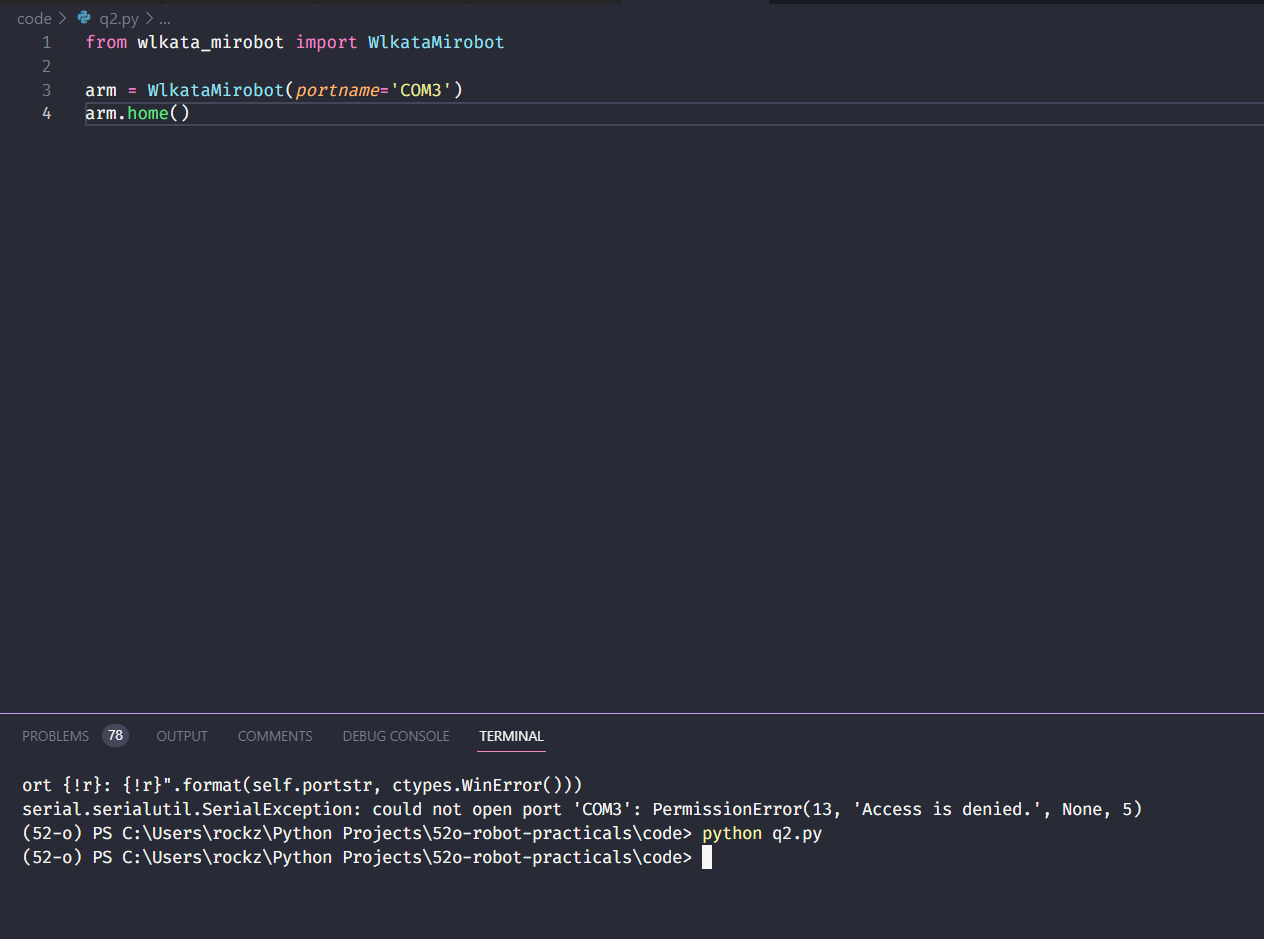 code > q2.py > ...
1 from wlkata_mirobot import WlkataMirobot
2
3 arm = WlkataMirobot(portname='COM3')
4 arm.home()
PROBLEMS 78 OUTPUT COMMENTS DEBUG CONSOLE TERMINAL
ort {!r}: {!r}".format(self.portstr, ctypes.WinError()))
serial.serialutil.SerialException: could not open port 'COM3': PermissionError(13, 'Access is denied.', None, 5)
(52-o) PS C:\Users\rockz\Python Projects\52o-robot-practicals\code> python q2.py
(52-o) PS C:\Users\rockz\Python Projects\52o-robot-practicals\code>